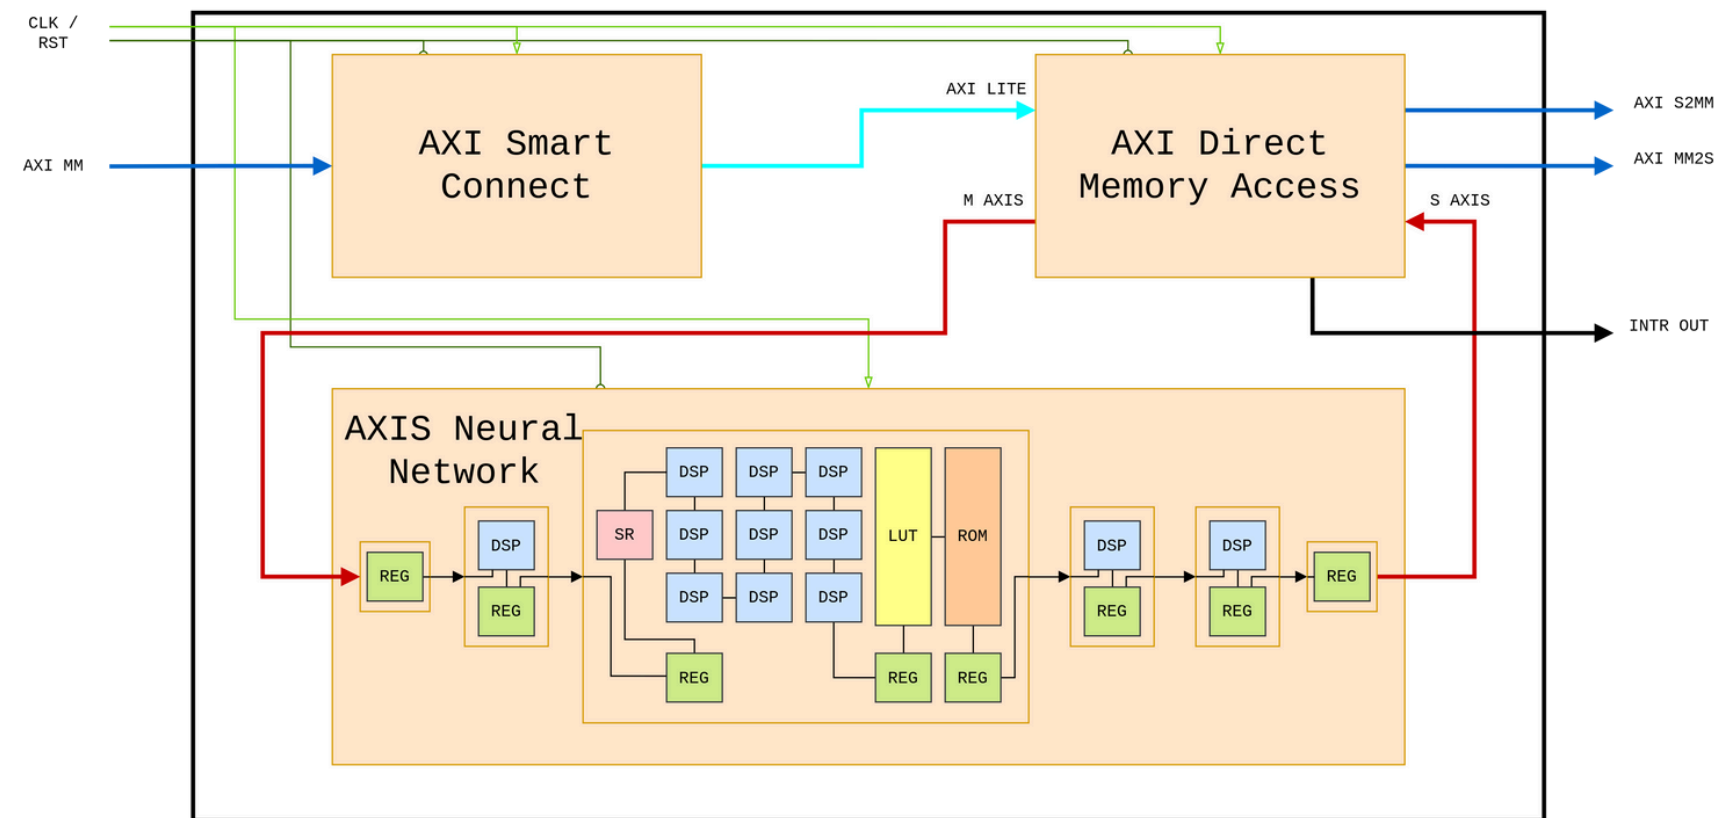 CLK /
RST
AXI MM
AXI Smart
Connect
AXI LITE
M AXIS
AXI Direct
Memory Access
S AXIS
AXI S2MM
AXI MM2S
INTR OUT
AXIS Neural
Network
REG
DSP
REG
SR
DSP DSP DSP
DSP DSP DSP
DSP DSP DSP
LUT
ROM
REG
REG
REG
DSP
REG
DSP
REG
REG